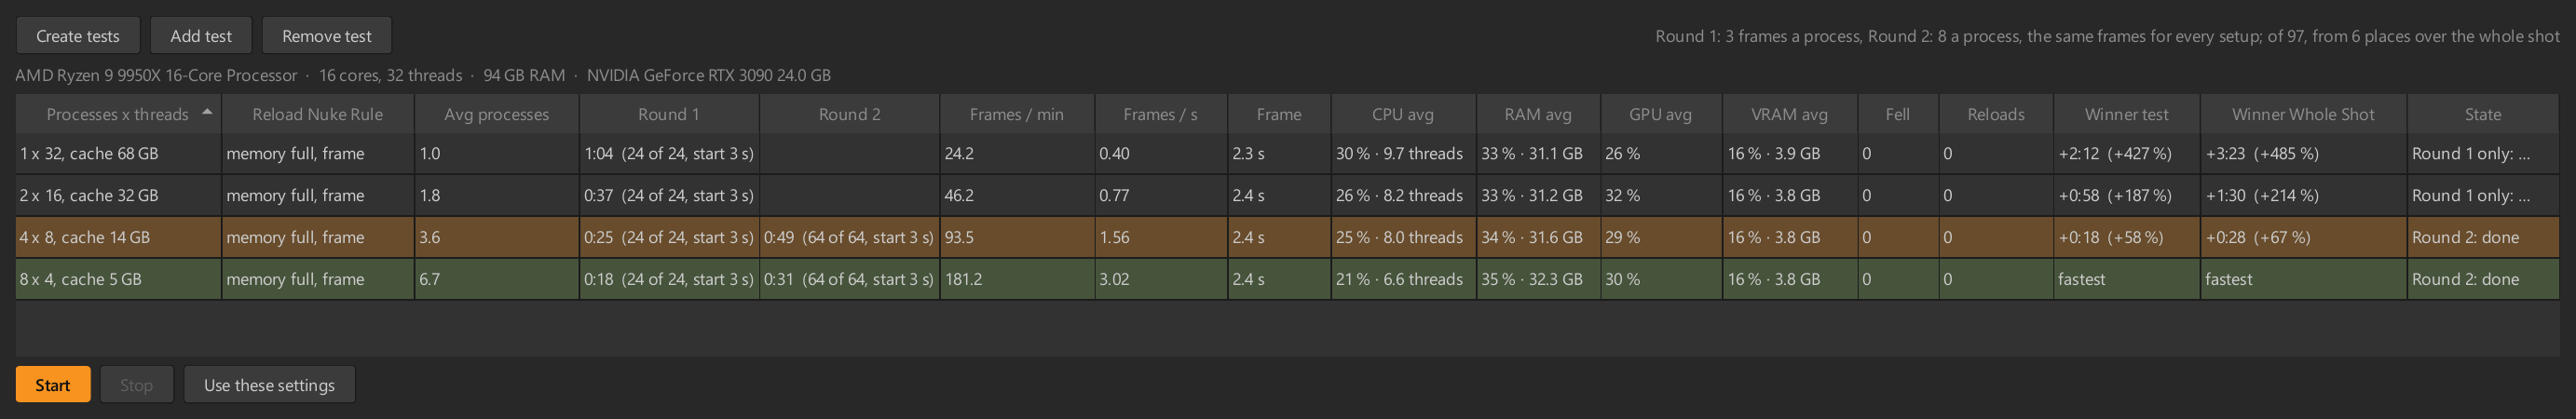 Create tests Add test Remove test Round 1: 3 frames a process, Round 2: 8 a process, the same frames for every setup; of 97, from 6 places over the whole shot
AMD Ryzen 9 9950X 16-Core Processor · 16 cores, 32 threads · 94 GB RAM · NVIDIA GeForce RTX 3090 24.0 GB
Processes x threads Reload Nuke Rule Avg processes Round 1 Round 2 Frames / min Frames / s Frame CPU avg RAM avg GPU avg VRAM avg Fell Reloads Winner test Winner Whole Shot State
1 x 32, cache 68 GB memory full, frame 1.0 1:04 (24 of 24, start 3 s) 24.2 0.40 2.3 s 30 % · 9.7 threads 33 % · 31.1 GB 26 % 16 % · 3.9 GB 0 0 +2:12 (+427 %) +3:23 (+485 %) Round 1 only: ...
2 x 16, cache 32 GB memory full, frame 1.8 0:37 (24 of 24, start 3 s) 46.2 0.77 2.4 s 26 % · 8.2 threads 33 % · 31.2 GB 32 % 16 % · 3.8 GB 0 0 +0:58 (+187 %) +1:30 (+214 %) Round 1 only: ...
4 x 8, cache 14 GB memory full, frame 3.6 0:25 (24 of 24, start 3 s) 0:49 (64 of 64, start 3 s) 93.5 1.56 2.4 s 25 % · 8.0 threads 34 % · 31.6 GB 29 % 16 % · 3.8 GB 0 0 +0:18 (+58 %) +0:28 (+67 %) Round 2: done
8 x 4, cache 5 GB memory full, frame 6.7 0:18 (24 of 24, start 3 s) 0:31 (64 of 64, start 3 s) 181.2 3.02 2.4 s 21 % · 6.6 threads 35 % · 32.3 GB 30 % 16 % · 3.8 GB 0 0 fastest fastest Round 2: done
Start Stop Use these settings